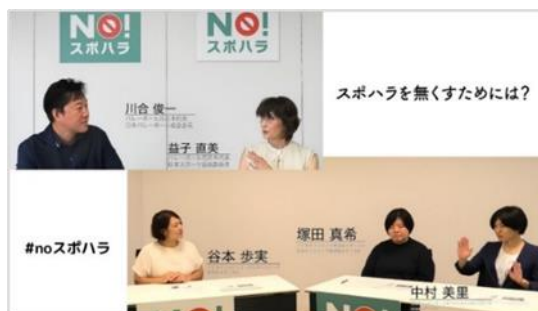 NO!
スポハラ
NO!
スポハラ
川合 俊一
益子 直美
スポハラを無くすためには？
#noスポハラ
谷本 歩実
塚田 真希
中村 美里
NO!
NO!